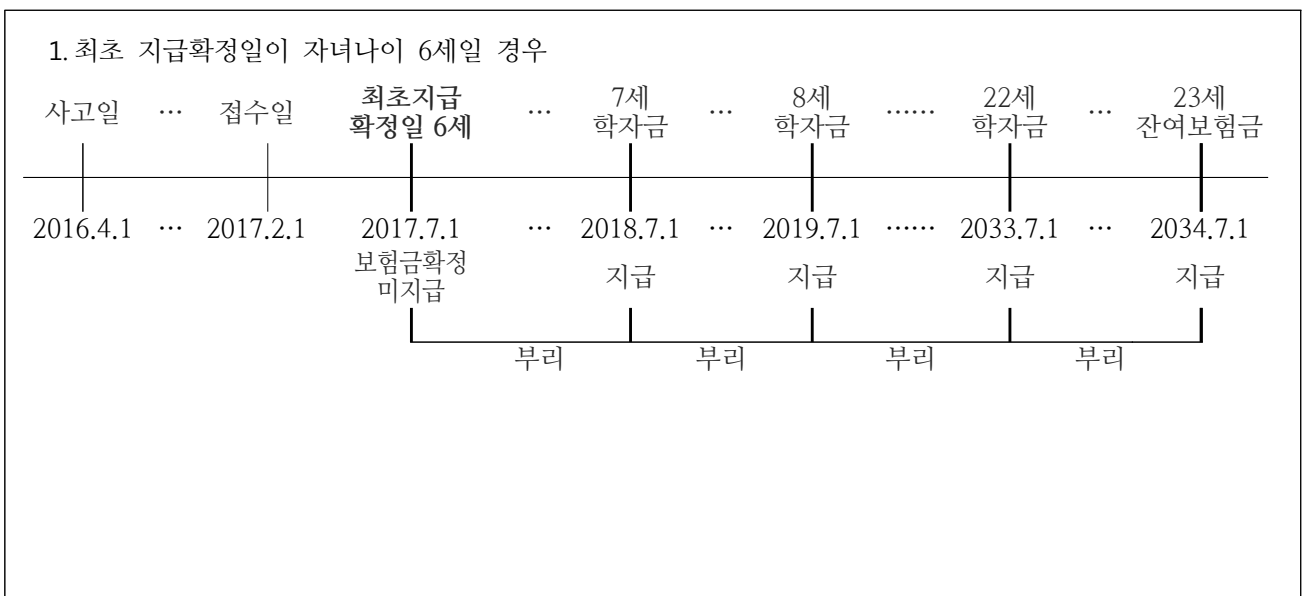 1. 최초 지급확정일이 자녀나이 6세일 경우
사고일 … 접수일 최초지급 확정일 6세 … 7세 학자금 … 8세 학자금 …… 22세 학자금 … 23세 잔여보험금
2016.4.1 … 2017.2.1 2017.7.1 … 2018.7.1 … 2019.7.1 …… 2033.7.1 … 2034.7.1
보험금확정 미지급 지급 지급 지급 지급
부리 부리 부리 부리